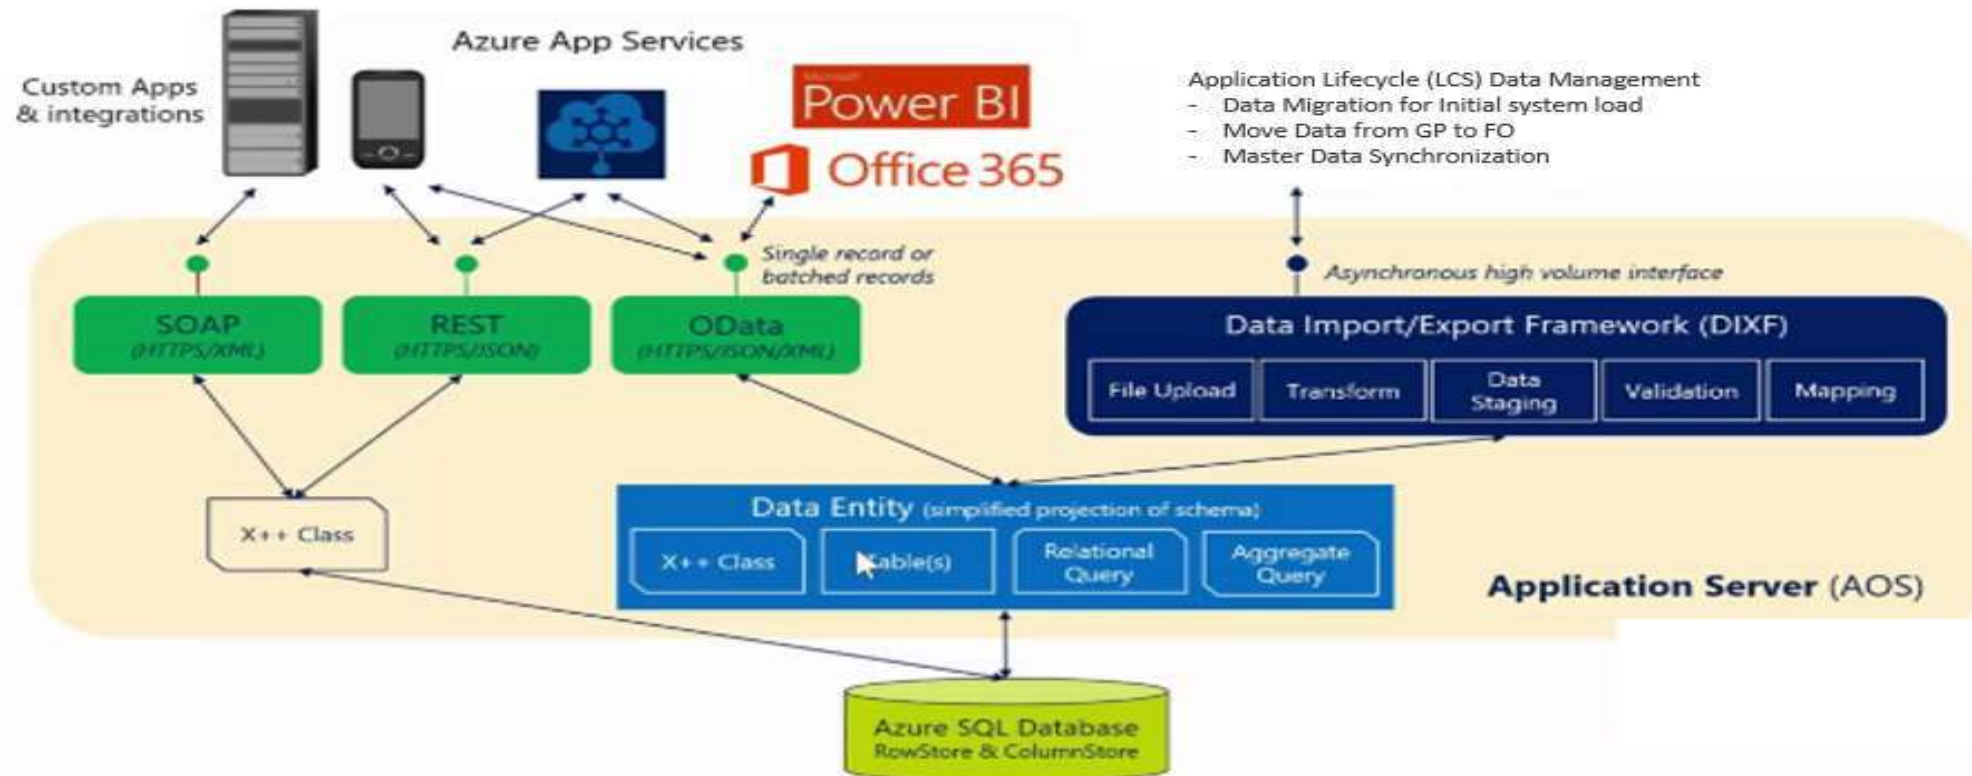 Azure App Services
Custom Apps
& integrations
Microsoft
Power BI
Office 365
Application Lifecycle (LCS) Data Management
- Data Migration for Initial system load
- Move Data from GP to FO
- Master Data Synchronization
Single record or
batched records
Asynchronous high volume interface
SOAP
(HTTPS/XML)
REST
(HTTPS/JSON)
OData
(HTTPS/JSON/XML)
Data Import/Export Framework (DIXF)
File Upload
Transform
Data
Staging
Validation
Mapping
X++ Class
Data Entity (simplified projection of schema)
X++ Class
Table(s)
Relational
Query
Aggregate
Query
Application Server (AOS)
Azure SQL Database
RowStore & ColumnStore